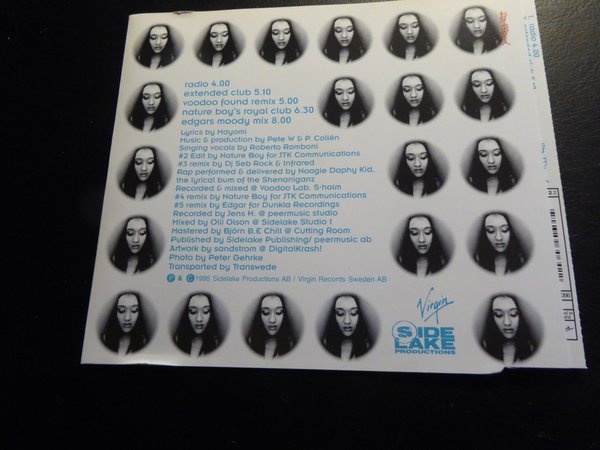 radio 4.00
extended club 5.10
voodoo found remix 5.00
nature boy's royal club 6.30
edgars moody mix 8.00
Lyrics by Mayomi
Music & production by Pete W & P. Collén
Singing vocals by Roberto Romboni
#2 Edit by Nature Boy for JTK Communications
#3 remix by Dj Seb Rock & Infrared
Rap performed & delivered by Noogie Daphy Kid,
the lyrical bum of the Shenaniganz
Recorded & mixed @ Voodoo Lab, S-holm
#4 remix by Nature Boy for JTK Communications
#5 remix by Edgar for Dunkla Recordings
Recorded by Jens H. @ peermusic studio
Mixed by Olli Olson @ Sidelake Studio 1
Mastered by Björn B.E Chill @ Cutting Room
Published by Sidelake Publishing/ peermusic ab
Artwork by sandstrom @ DigitalKrash!
Photo by Peter Gehrke
Transported by Transwede
℗ & © 1995 Sidelake Productions AB / Virgin Records Sweden AB
Virgin
SIDE
LAKE
PRODUCTIONS
1. radio 4.00